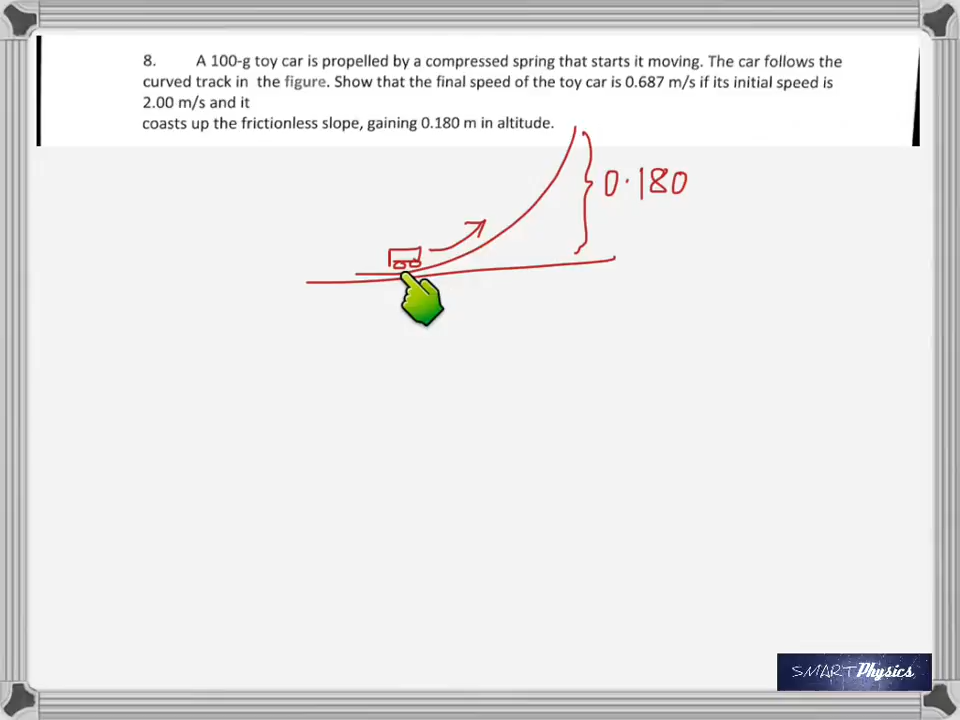 8. A 100-g toy car is propelled by a compressed spring that starts it moving. The car follows the
curved track in the figure. Show that the final speed of the toy car is 0.687 m/s if its initial speed is
2.00 m/s and it
coasts up the frictionless slope, gaining 0.180 m in altitude.
0.180
SMART Physics